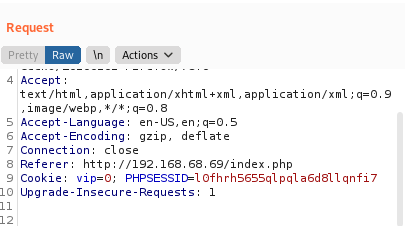 Request
Pretty Raw \n Actions
4 Accept:
text/html,application/xhtml+xml,application/xml;q=0.9
,image/webp,*/*;q=0.8
5 Accept-Language: en-US,en;q=0.5
6 Accept-Encoding: gzip, deflate
7 Connection: close
8 Referer: http://192.168.68.69/index.php
9 Cookie: vip=0; PHPSESSID=l0fhrh5655qlpqla6d8llqnfi7
10 Upgrade-Insecure-Requests: 1
11
12